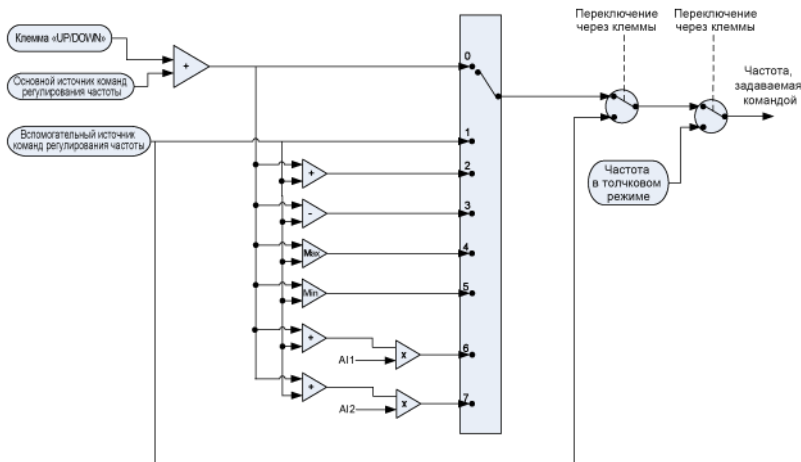 Клемма «UP/DOWN»
Основной источник команд
регулирования частоты
Вспомогательный источник
команд регулирования частоты
+
+
-
Max
Min
+
+
AI1
AI2
x
x
0
1
2
3
4
5
6
7
Переключение
через клеммы
Переключение
через клеммы
Частота,
задаваемая
командой
Частота
в толчковом
режиме